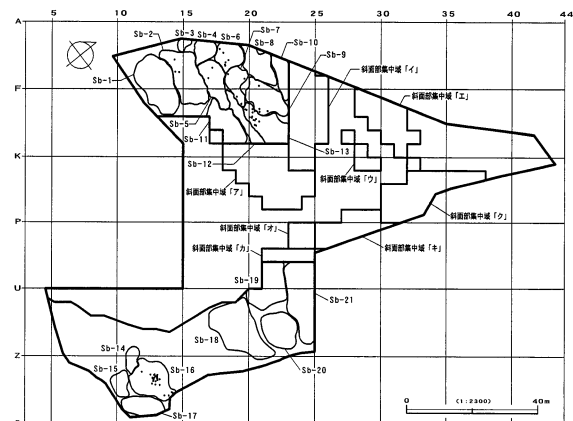 5 10 15 20 25 30 35 40 44
A
F
K
P
U
Z
Sb-1
Sb-2
Sb-3
Sb-4
Sb-6
Sb-7
Sb-8
Sb-10
Sb-9
斜面部集中域「イ」
斜面部集中域「エ」
Sb-5
Sb-11
Sb-12
Sb-13
斜面部集中域「ア」
斜面部集中域「ウ」
斜面部集中域「ク」
斜面部集中域「オ」
斜面部集中域「カ」
斜面部集中域「キ」
Sb-19
Sb-21
Sb-18
Sb-20
Sb-14
Sb-15
Sb-16
Sb-17
0 (1:2300) 40m